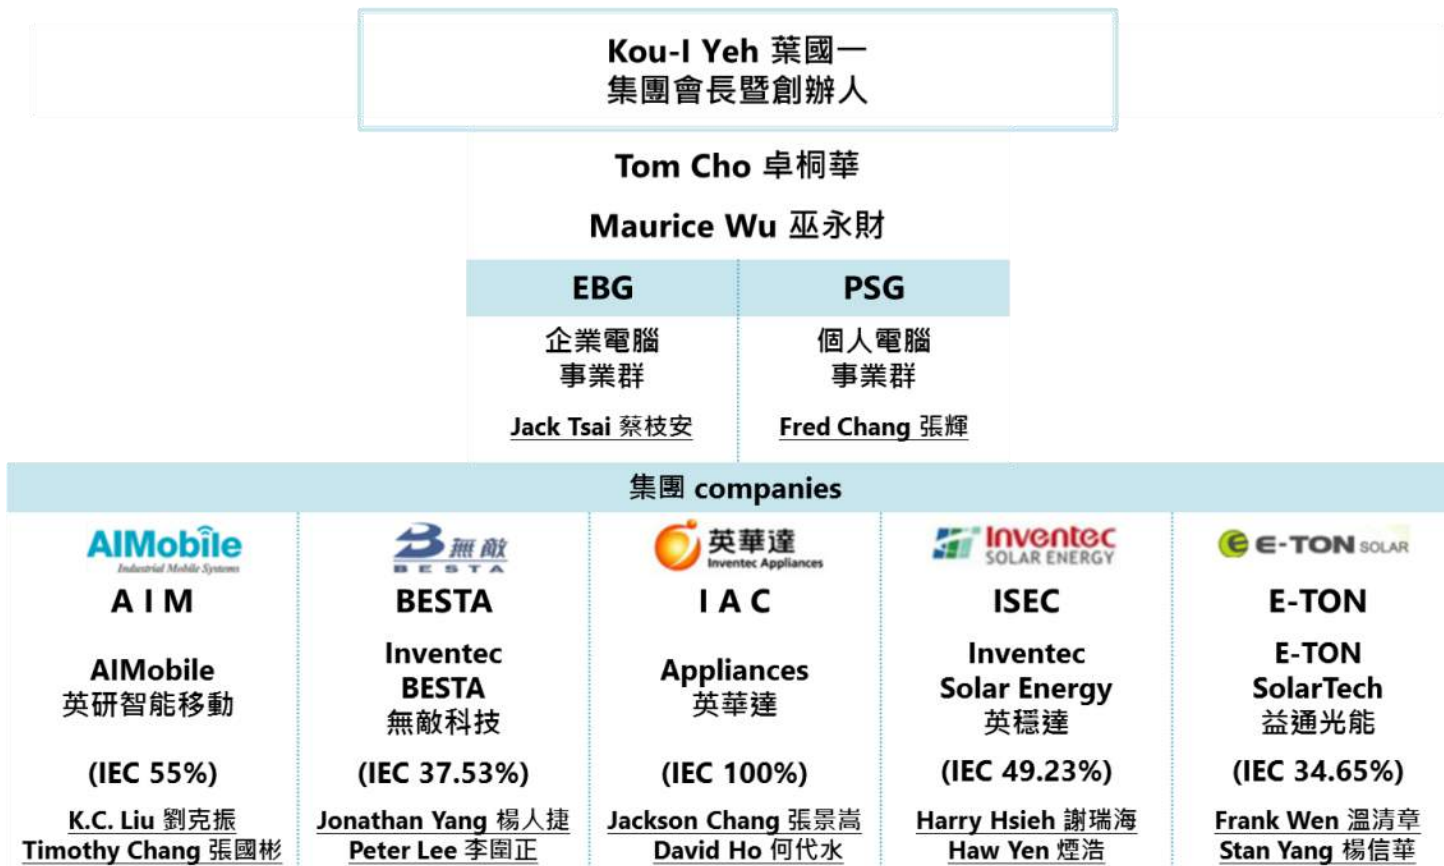 Kou-I Yeh 葉國一
集團會長暨創辦人
Tom Cho 卓桐華
Maurice Wu 巫永財
EBG
PSG
企業電腦
事業群
個人電腦
事業群
Jack Tsai 蔡枝安
Fred Chang 張輝
集團 companies
AIMobile
Industrial Mobile Systems
無敵
BESTA
英華達
Inventec Appliances
Inventec
SOLAR ENERGY
E-TON SOLAR
A I M
BESTA
I A C
ISEC
E-TON
AIMobile
英研智能移動
Inventec
BESTA
無敵科技
Appliances
英華達
Inventec
Solar Energy
英穩達
E-TON
SolarTech
益通光能
(IEC 55%)
(IEC 37.53%)
(IEC 100%)
(IEC 49.23%)
(IEC 34.65%)
K.C. Liu 劉克振
Timothy Chang 張國彬
Jonathan Yang 楊人捷
Peter Lee 李圍正
Jackson Chang 張景嵩
David Ho 何代水
Harry Hsieh 謝瑞海
Haw Yen 煙浩
Frank Wen 溫清章
Stan Yang 楊信華